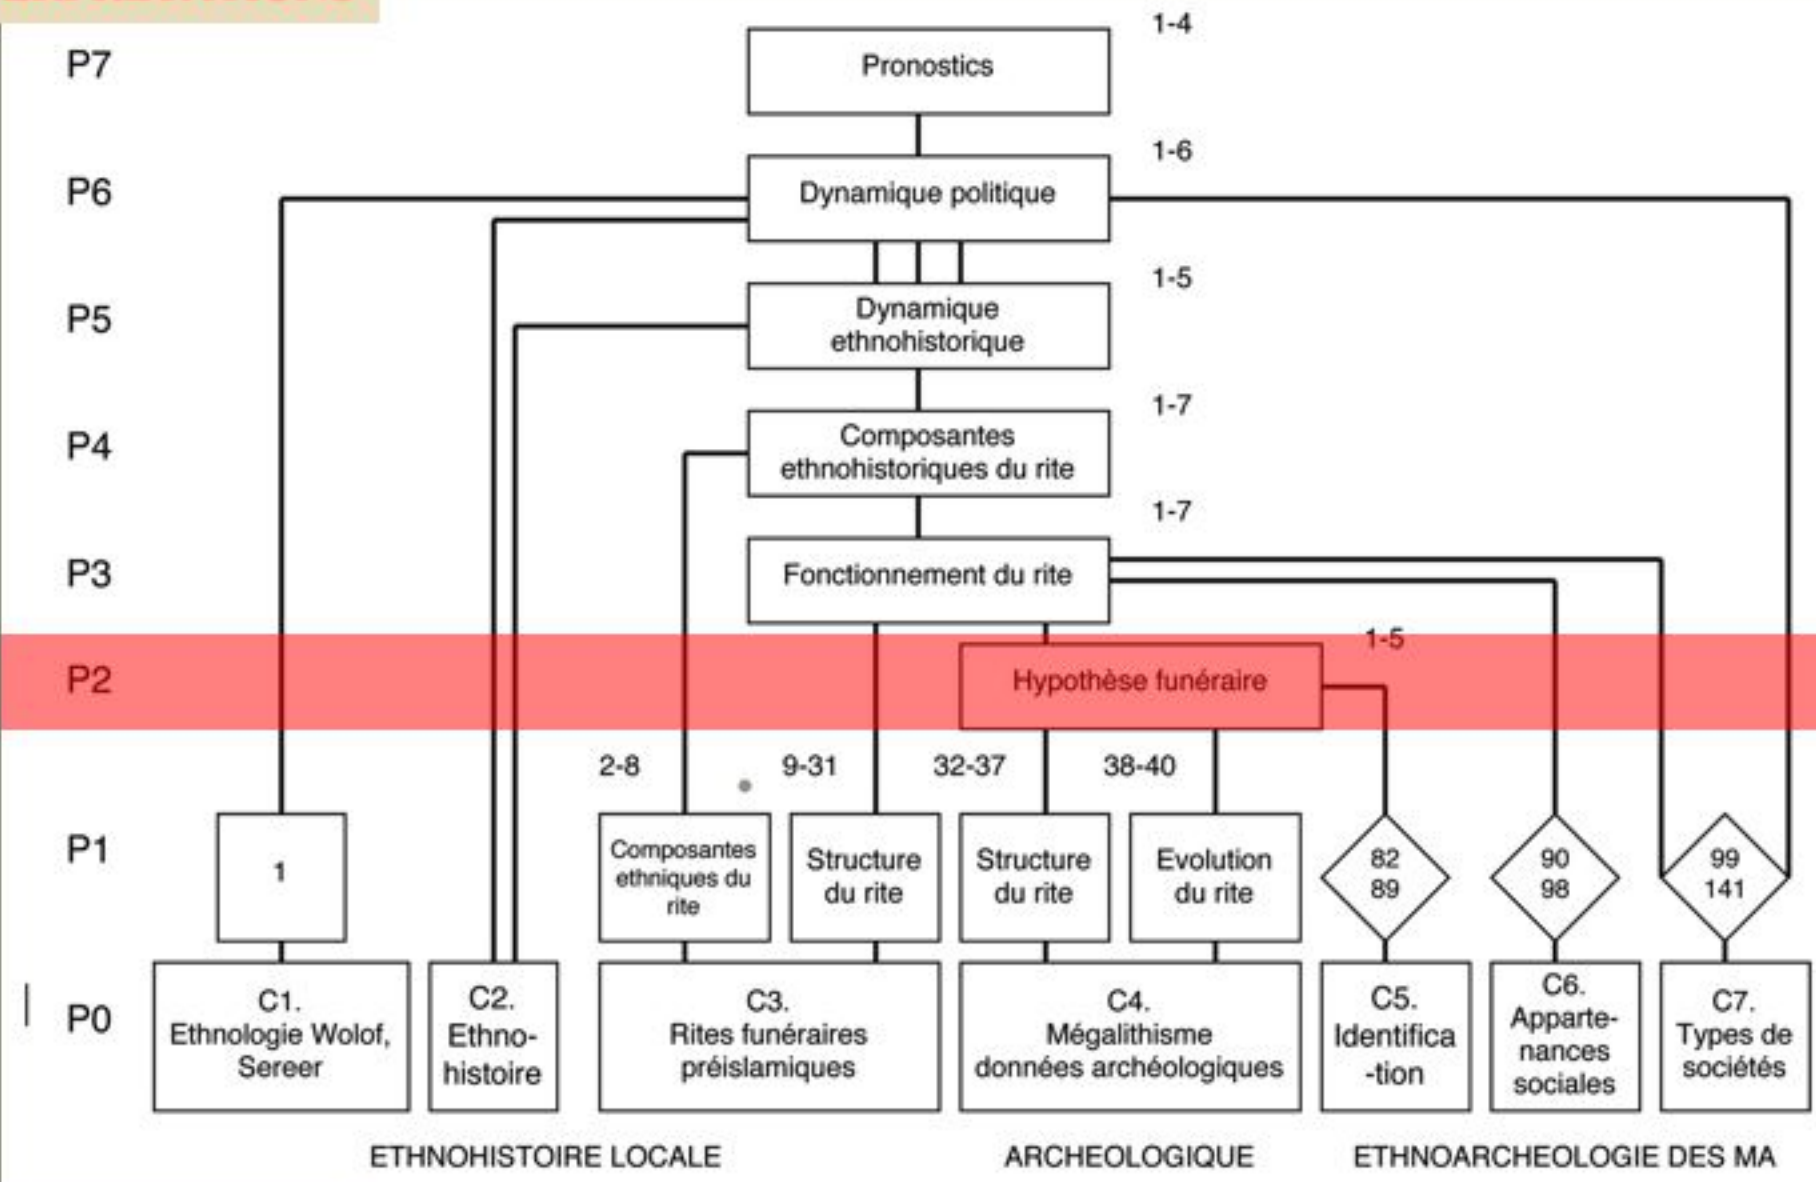 1-4
P7
Pronostics
1-6
P6
Dynamique politique
1-5
P5
Dynamique
ethnohistorique
1-7
P4
Composantes
ethnohistoriques du rite
1-7
P3
Fonctionnement du rite
1-5
P2
Hypothèse funéraire
2-8
9-31
32-37
38-40
P1
1
Composantes
ethniques du
rite
Structure
du rite
Structure
du rite
Evolution
du rite
82
89
90
98
99
141
P0
C1.
Ethnologie Wolof,
Sereer
C2.
Ethno-
histoire
C3.
Rites funéraires
préislamiques
C4.
Mégalithisme
données archéologiques
C5.
Identifica
-tion
C6.
Apparte-
nances
sociales
C7.
Types de
sociétés
ETHNOHISTOIRE LOCALE
ARCHEOLOGIQUE
ETHNOARCHEOLOGIE DES MA